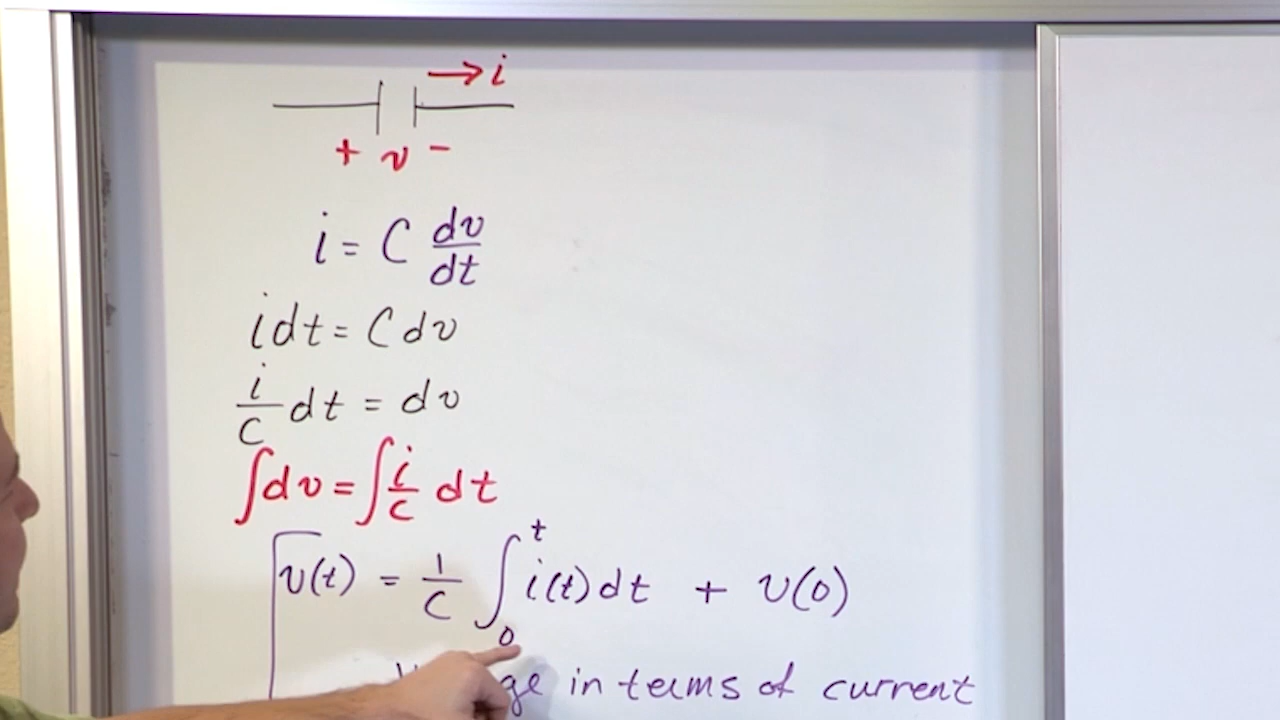 → i
+ v -
i = C dv/dt
i dt = C dv
i/C dt = dv
∫dv = ∫ i/C dt
v(t) = 1/C ∫₀ᵗ i(t) dt + v(0)
in terms of current